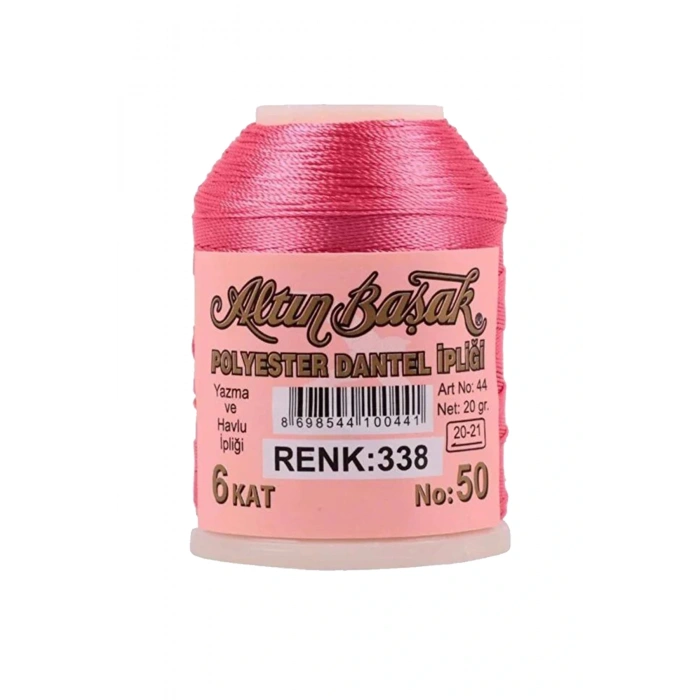 Altın Başak®
POLYESTER DANTEL İPLİĞİ
Yazma
ve
Havlu
İpliği
8 698544 100441
Art No: 44
Net: 20 gr.
20-21
RENK:338
6 KAT
No: 50